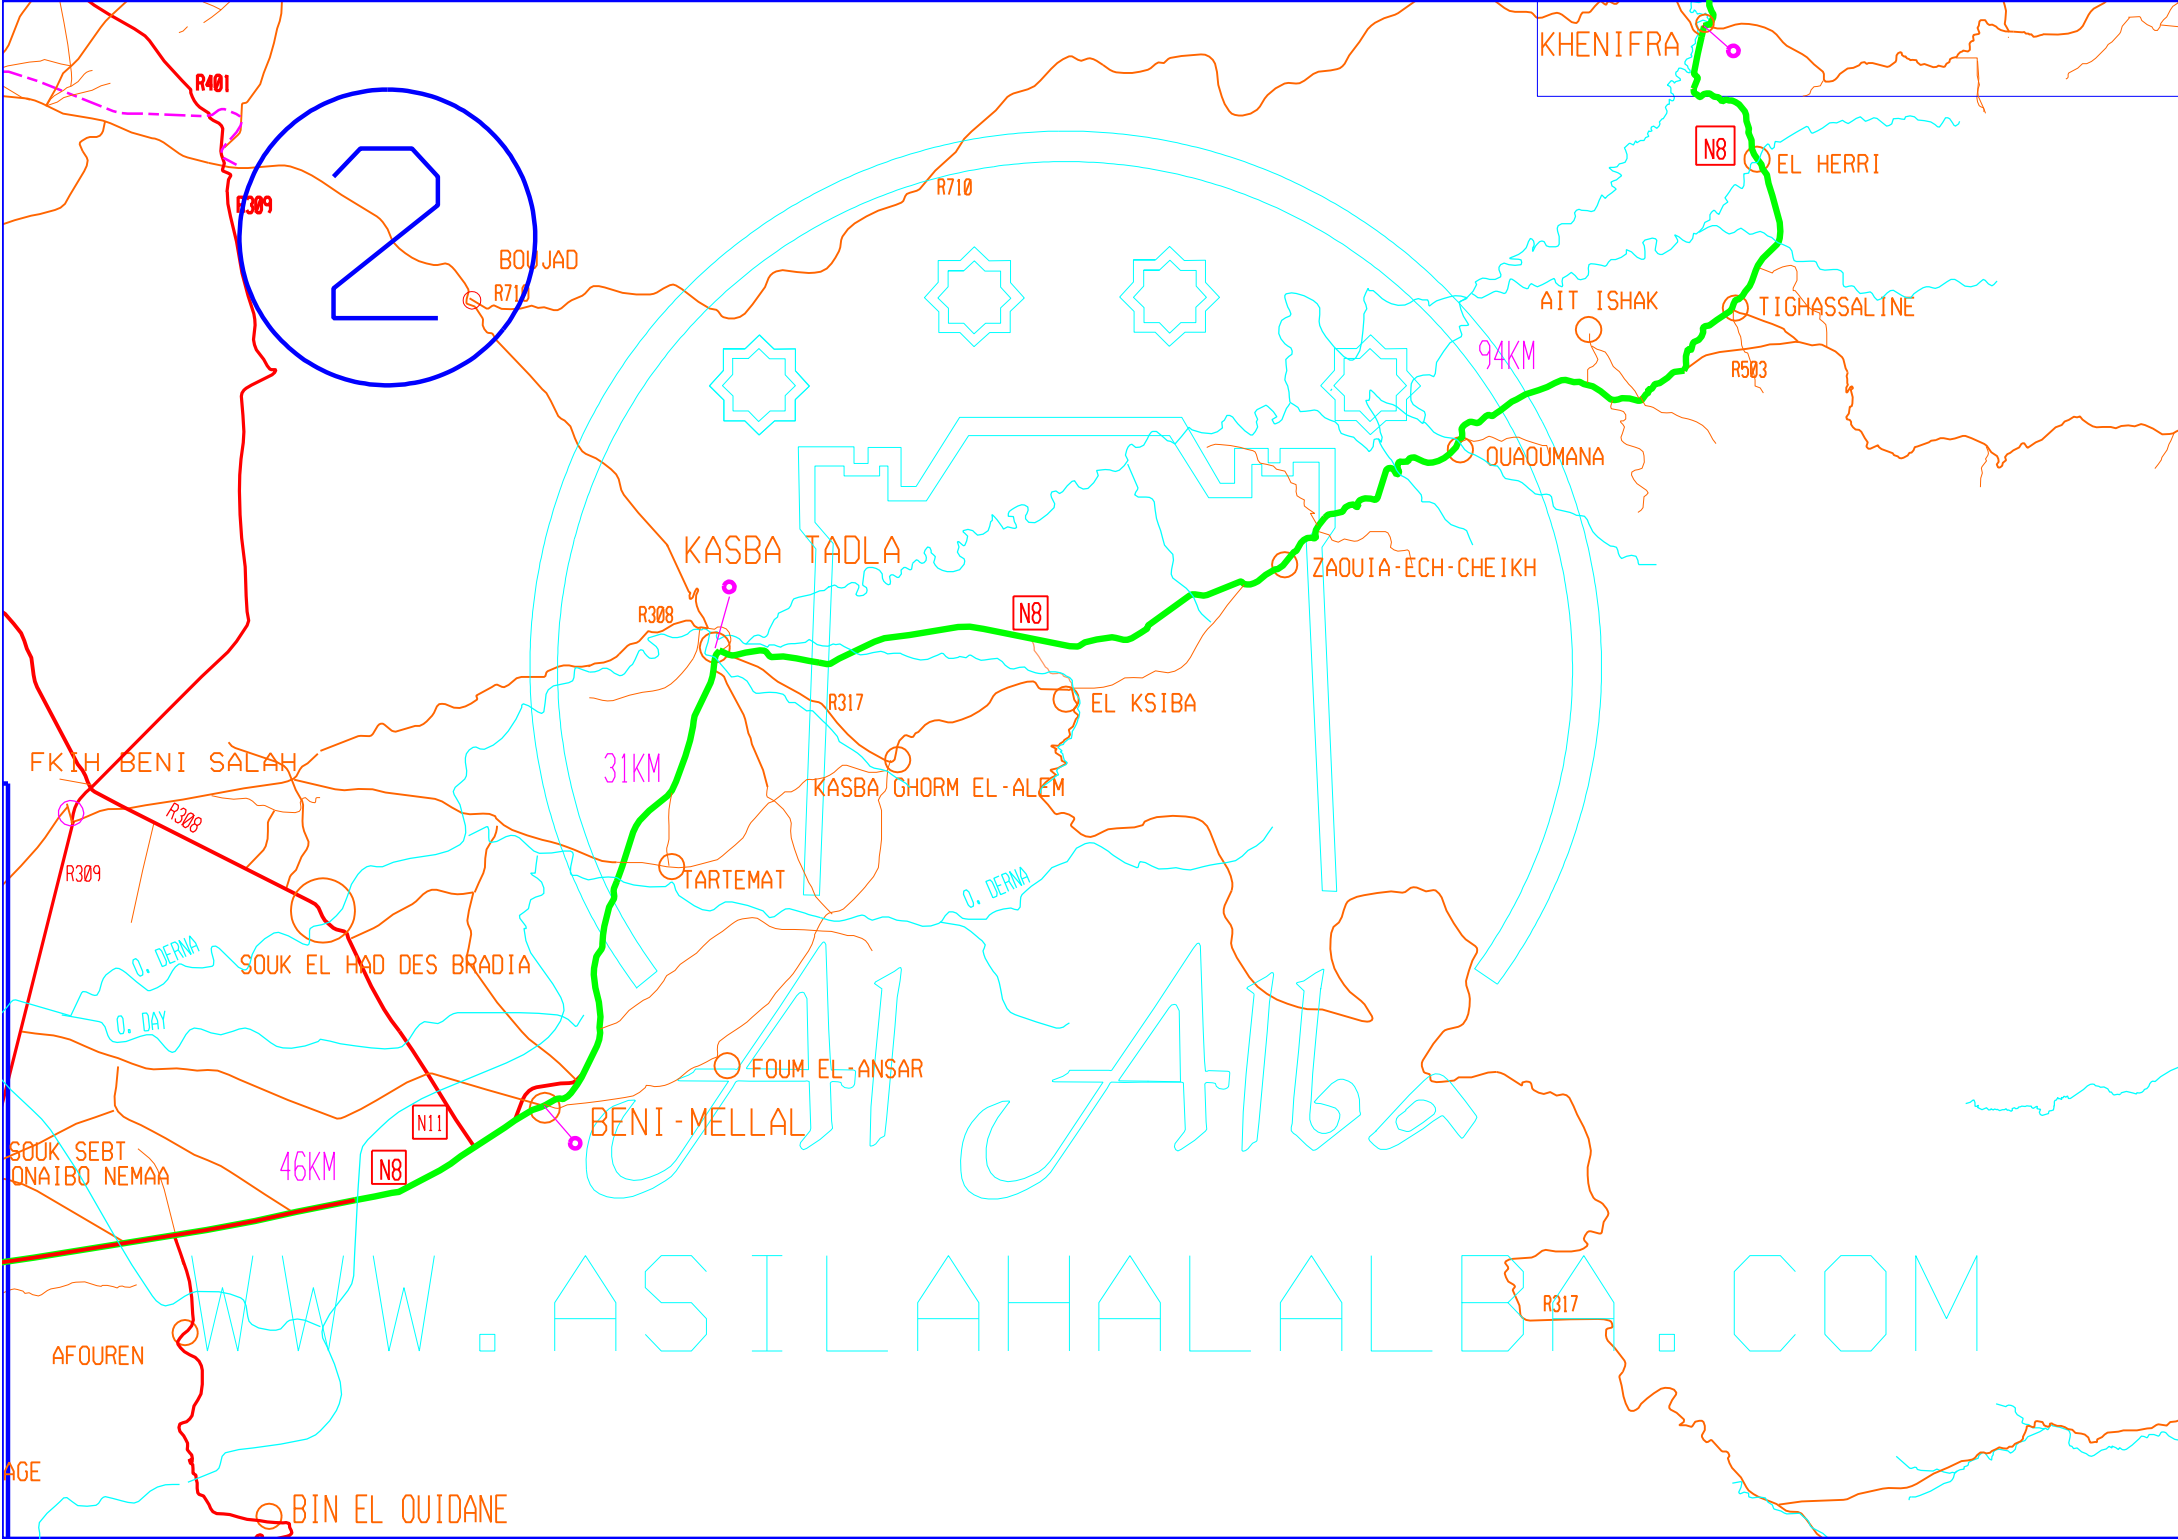 KHENIFRA
R401
N8
EL HERRI
2
R710
R309
BOUJAD
R710
AIT ISHAK
TIGHASSALINE
94KM
R503
OUAOUMANA
KASBA TADLA
ZAOUIA-ECH-CHEIKH
R308
N8
R317
EL KSIBA
FKIH BENI SALAH
31KM
KASBA GHORM EL-ALEM
R308
R309
TARTEMAT
O. DERNA
O. DERNA
SOUK EL HAD DES BRADIA
O. DAY
FOUM EL-ANSAR
Al Alba
N11
BENI-MELLAL
SOUK SEBT
ONAIBO NEMAA
46KM
N8
WWW.ASILAHALALBA.COM
R317
AFOUREN
AGE
BIN EL OUIDANE